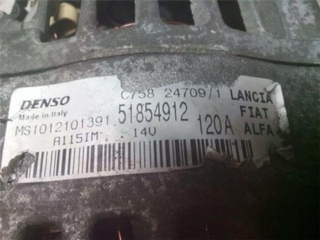 DENSO C758 24709/1 LANCIA
Made in Italy 51854912 FIAT
MS1012101391 120A ALFA
A115IM 14V